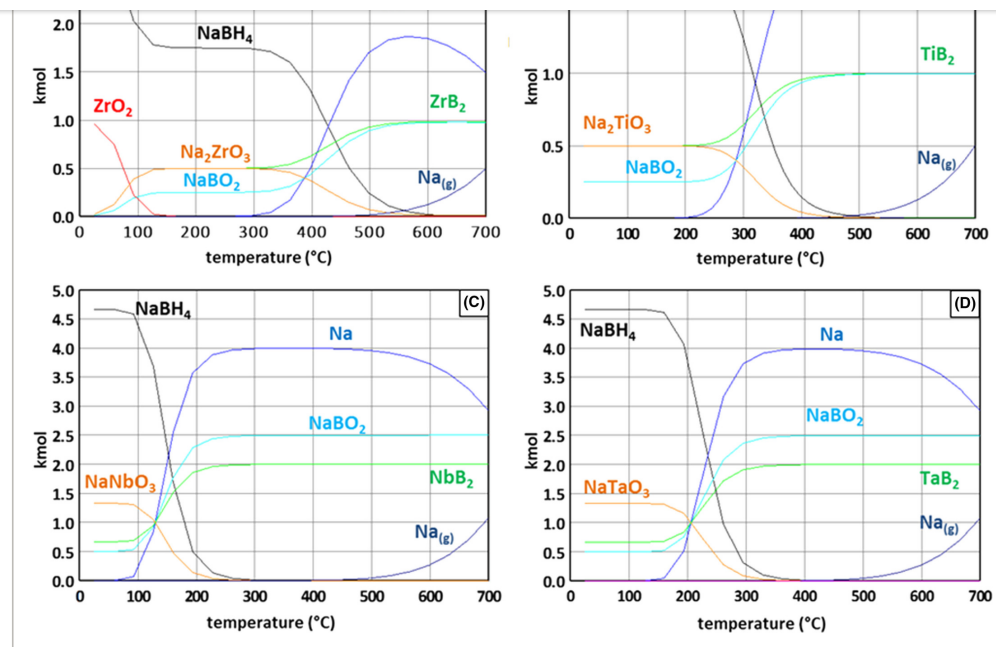 2.0
NaBH4
kmol
1.5
ZrO2
ZrB2
1.0
Na2ZrO3
0.5
NaBO2
Na(g)
0.0
0 100 200 300 400 500 600 700
temperature (°C)
TiB2
kmol
1.0
Na2TiO3
0.5
NaBO2
Na(g)
0.0
0 100 200 300 400 500 600 700
temperature (°C)
5.0
(C)
NaBH4
4.5
Na
4.0
3.5
3.0
NaBO2
kmol
2.5
2.0
NaNbO3
NbB2
1.5
1.0
Na(g)
0.5
0.0
0 100 200 300 400 500 600 700
temperature (°C)
5.0
(D)
4.5
NaBH4
Na
4.0
3.5
3.0
NaBO2
kmol
2.5
2.0
NaTaO3
TaB2
1.5
1.0
Na(g)
0.5
0.0
0 100 200 300 400 500 600 700
temperature (°C)